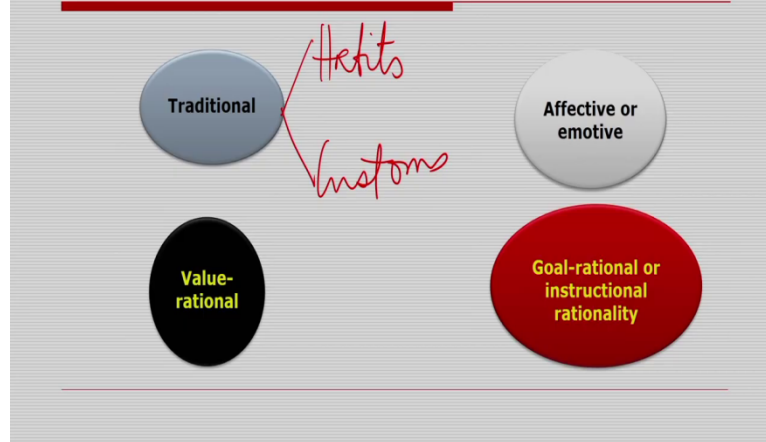 Traditional
Habits
Customs
Affective or
emotive
Value-
rational
Goal-rational or
instructional
rationality